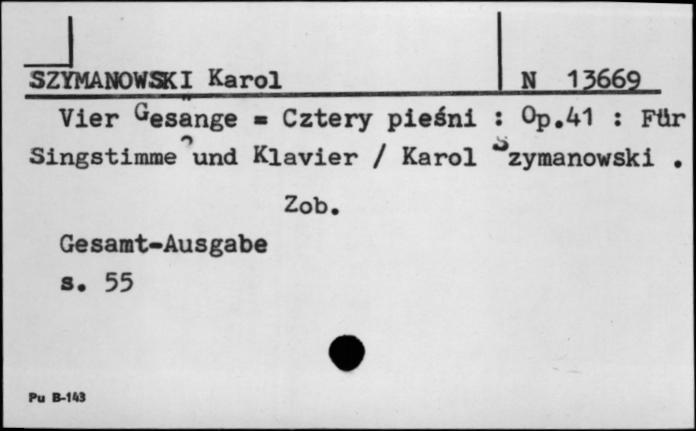 SZYMANOWSKI Karol
N 13669
Vier Gesänge = Cztery pieśni : Op.41 : Für
Singstimme und Klavier / Karol Szymanowski .
Zob.
Gesamt-Ausgabe
s. 55
Pu B-143